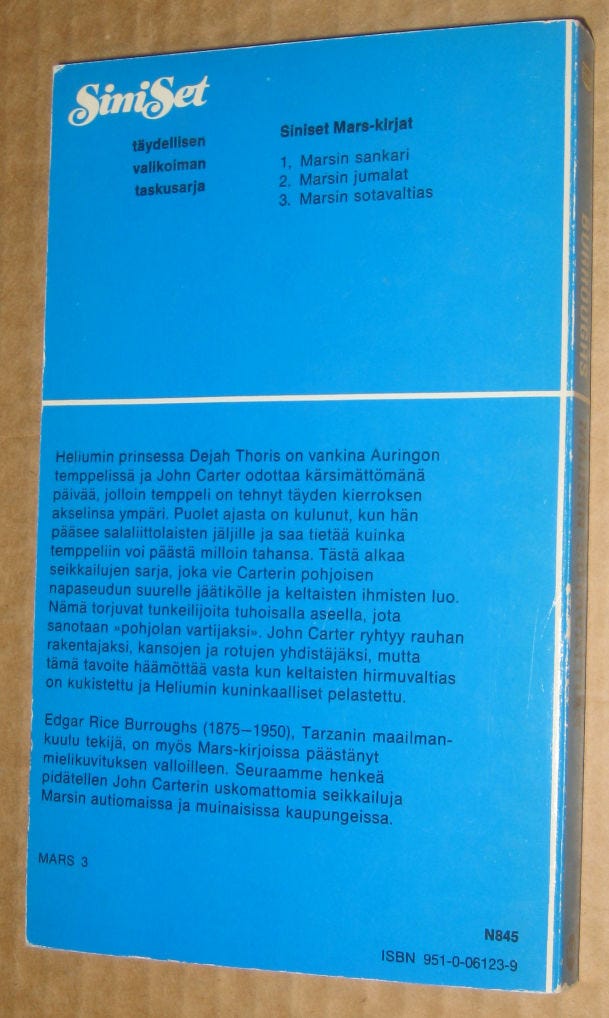 SiniSet
täydellisen
valikoiman
taskusarja
Siniset Mars-kirjat
1. Marsin sankari
2. Marsin jumalat
3. Marsin sotavaltias
Heliumin prinsessa Dejah Thoris on vankina Auringon
temppelissä ja John Carter odottaa kärsimättömänä
päivää, jolloin temppeli on tehnyt täyden kierroksen
akselinsa ympäri. Puolet ajasta on kulunut, kun hän
pääsee salaliittolaisten jäljille ja saa tietää kuinka
temppeliin voi päästä milloin tahansa. Tästä alkaa
seikkailujen sarja, joka vie Carterin pohjoisen
napaseudun suurelle jäätikölle ja keltaisten ihmisten luo.
Nämä torjuvat tunkeilijoita tuhoisalla aseella, jota
sanotaan »pohjolan vartijaksi». John Carter ryhtyy rauhan
rakentajaksi, kansojen ja rotujen yhdistäjäksi, mutta
tämä tavoite häämöttää vasta kun keltaisten hirmuvaltias
on kukistettu ja Heliumin kuninkaalliset pelastettu.
Edgar Rice Burroughs (1875–1950), Tarzanin maailman-
kuulu tekijä, on myös Mars-kirjoissa päästänyt
mielikuvituksen valloilleen. Seuraamme henkeä
pidätellen John Carterin uskomattomia seikkailuja
Marsin autiomaissa ja muinaisissa kaupungeissa.
MARS 3
N845
ISBN 951-0-06123-9
BURROUGHS